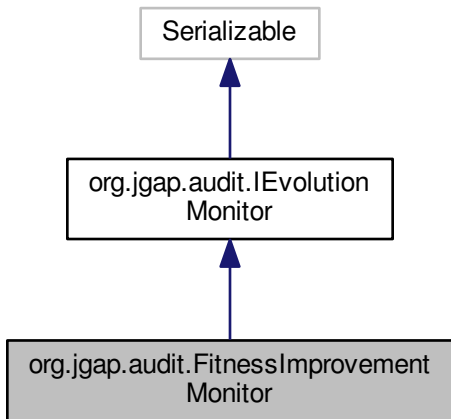 Serializable
org.jgap.audit.IEvolution
Monitor
org.jgap.audit.FitnessImprovement
Monitor